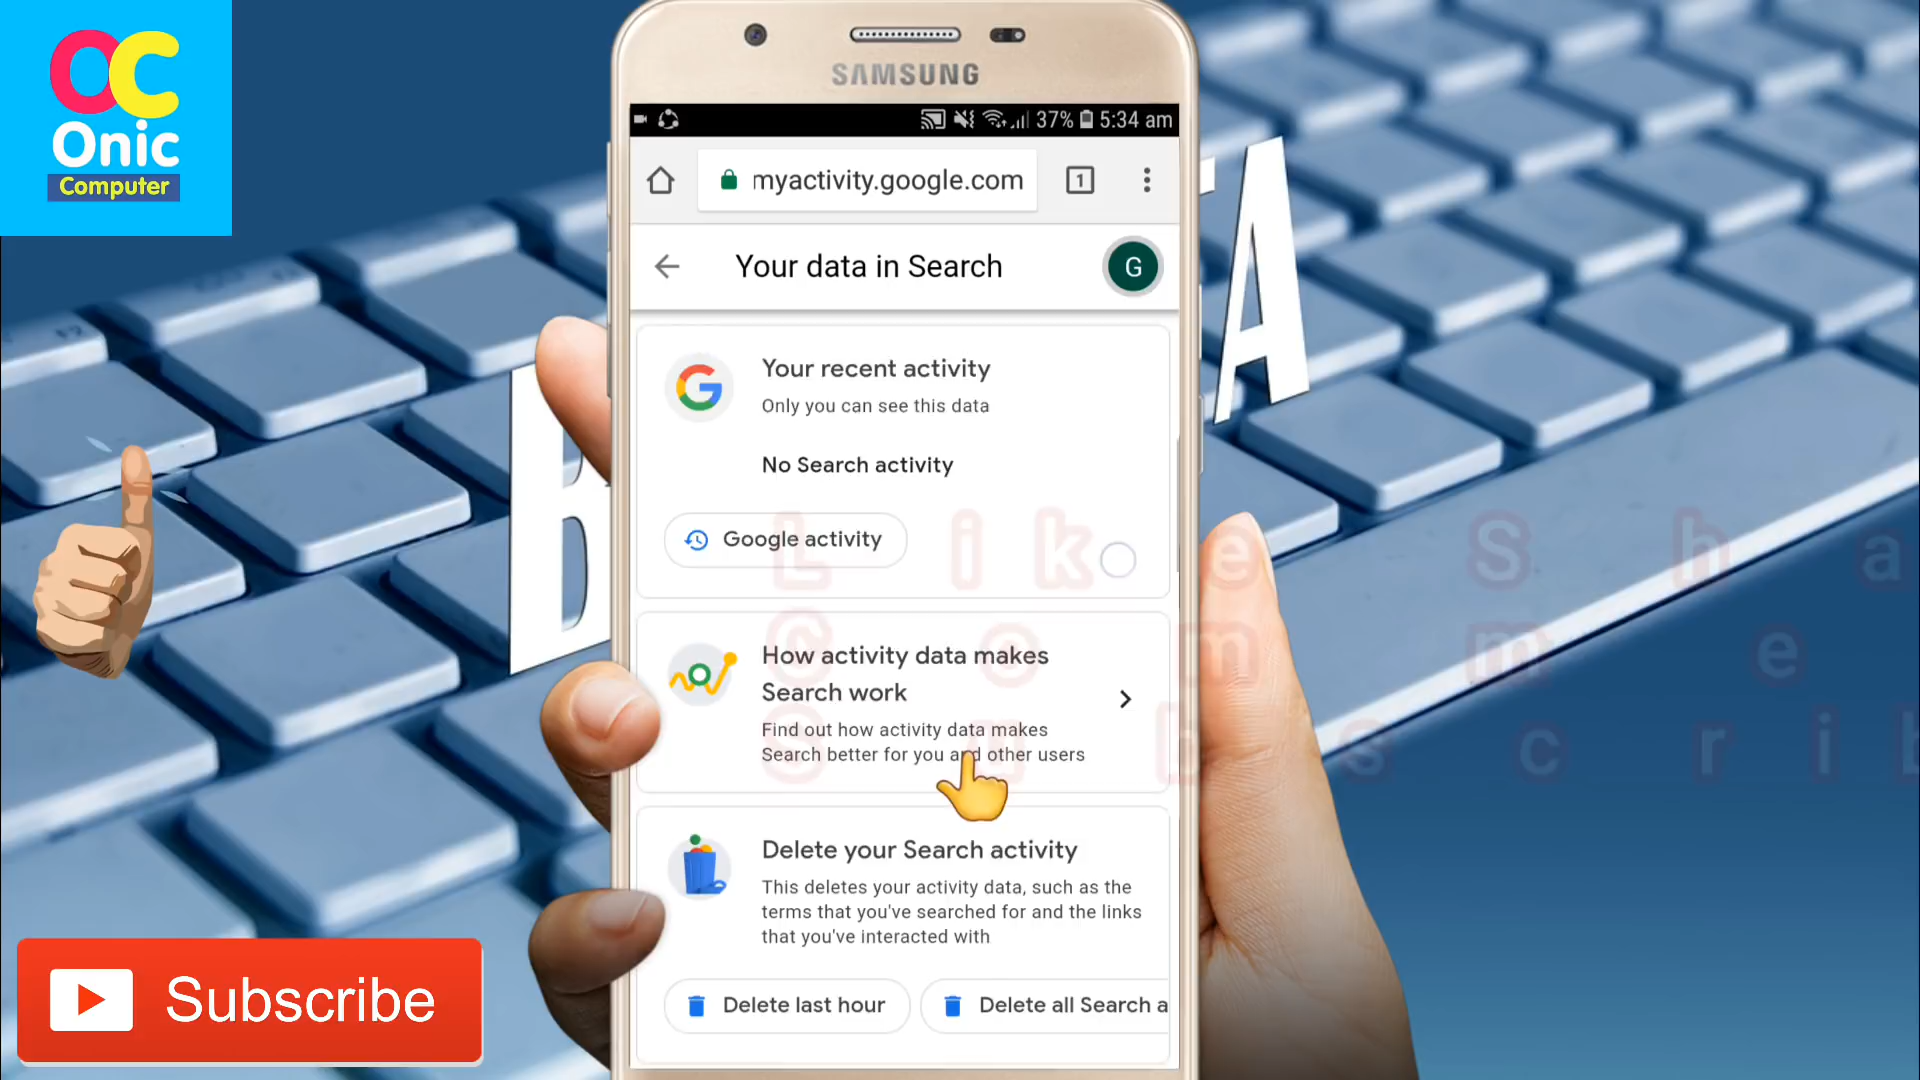 OC
Onic
Computer
SAMSUNG
37% 5:34 am
myactivity.google.com
1
Your data in Search
G
Your recent activity
Only you can see this data
No Search activity
Google activity
Like Sha
Comme
Subscrib
How activity data makes
Search work
Find out how activity data makes
Search better for you and other users
Delete your Search activity
This deletes your activity data, such as the
terms that you've searched for and the links
that you've interacted with
Delete last hour
Delete all Search a
Subscribe